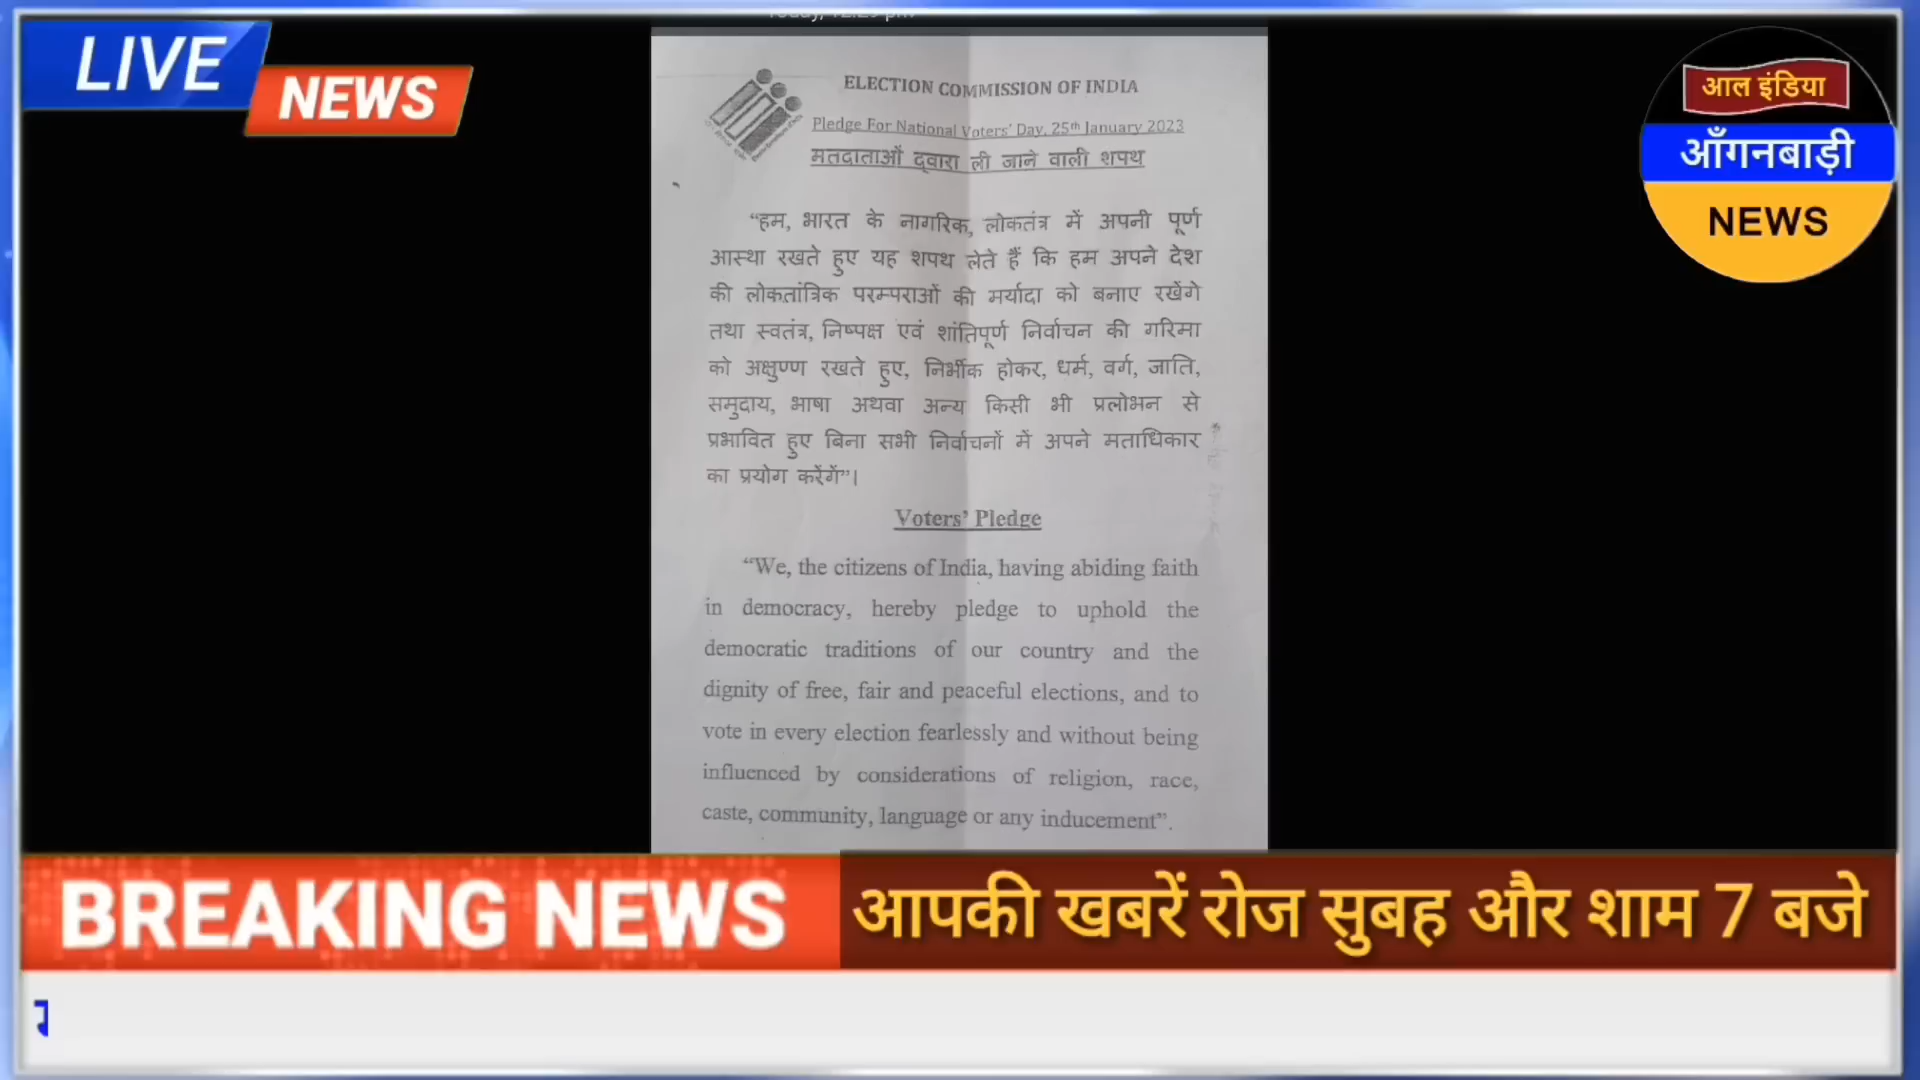 LIVE
NEWS
आल इंडिया
आँगनबाड़ी
NEWS
ELECTION COMMISSION OF INDIA
Pledge For National Voters' Day, 25th January 2023
मतदाताओं द्वारा ली जाने वाली शपथ
“हम, भारत के नागरिक, लोकतंत्र में अपनी पूर्ण
आस्था रखते हुए यह शपथ लेते हैं कि हम अपने देश
की लोकतांत्रिक परम्पराओं की मर्यादा को बनाए रखेंगे
तथा स्वतंत्र, निष्पक्ष एवं शांतिपूर्ण निर्वाचन की गरिमा
को अक्षुण्ण रखते हुए, निर्भीक होकर, धर्म, वर्ग, जाति,
समुदाय, भाषा अथवा अन्य किसी भी प्रलोभन से
प्रभावित हुए बिना सभी निर्वाचनों में अपने मताधिकार
का प्रयोग करेंगें”।
Voters’ Pledge
“We, the citizens of India, having abiding faith
in democracy, hereby pledge to uphold the
democratic traditions of our country and the
dignity of free, fair and peaceful elections, and to
vote in every election fearlessly and without being
influenced by considerations of religion, race,
caste, community, language or any inducement”.
BREAKING NEWS
आपकी खबरें रोज सुबह और शाम 7 बजे